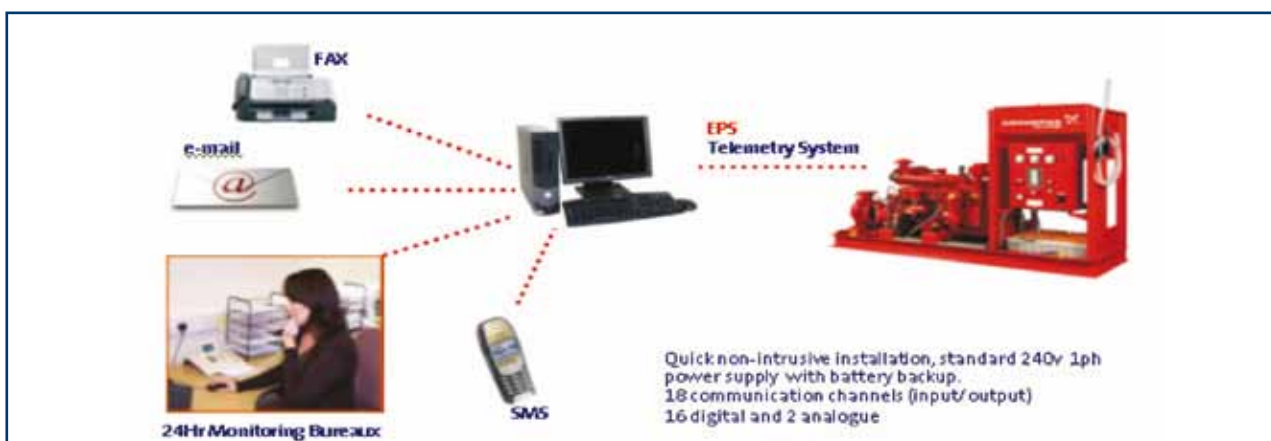 FAX
e-mail
EPS
Telemetry System
24Hr Monitoring Bureaux
SMS
Quick non-intrusive installation, standard 240v 1ph
power supply with battery backup.
18 communication channels (input/output)
16 digital and 2 analogue